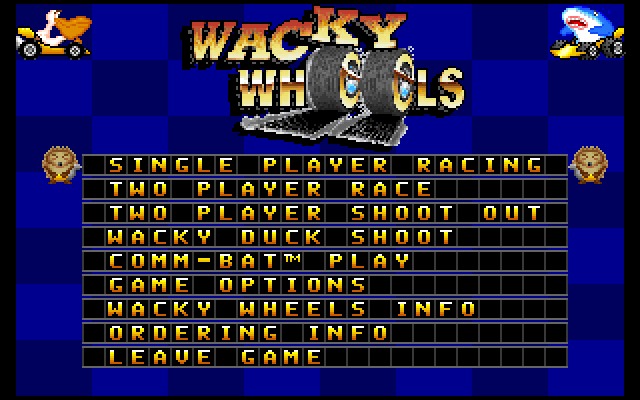 WACKY
WHEELS
SINGLE PLAYER RACING
TWO PLAYER RACE
TWO PLAYER SHOOT OUT
WACKY DUCK SHOOT
COMM-BAT™ PLAY
GAME OPTIONS
WACKY WHEELS INFO
ORDERING INFO
LEAVE GAME